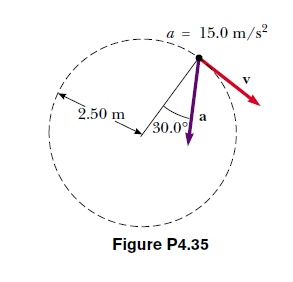 a = 15.0 m/s²
v
2.50 m
a
30.0°
Figure P4.35